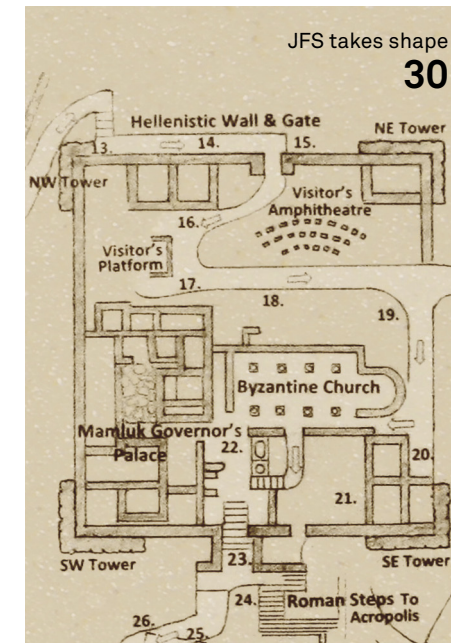 JFS takes shape
30
Hellenistic Wall & Gate
13.
14.
15.
NE Tower
NW Tower
Visitor's
Amphitheatre
16.
Visitor's
Platform
17.
18.
19.
Byzantine Church
Mamluk Governor's
Palace
22.
20.
21.
SW Tower
23.
SE Tower
24.
Roman Steps To
Acropolis
26.
25.